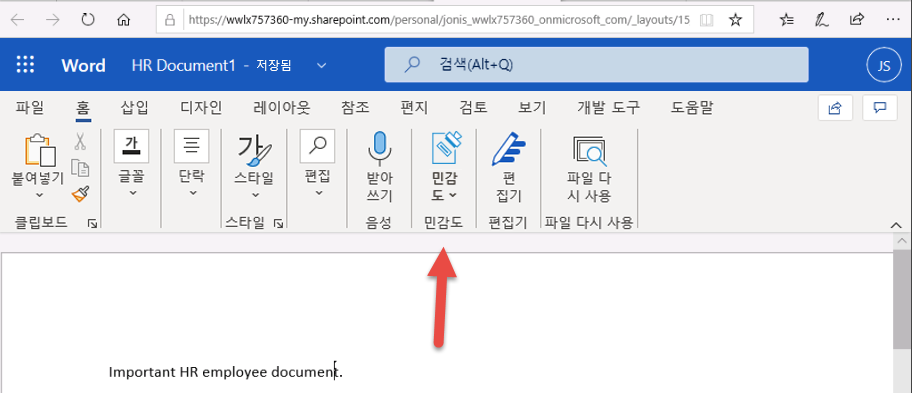 https://wwlx757360-my.sharepoint.com/personal/jonis_wwlx757360_onmicrosoft_com/_layouts/15
Word HR Document1 - 저장됨 검색(Alt+Q) JS
파일 홈 삽입 디자인 레이아웃 참조 편지 검토 보기 개발 도구 도움말
가 가
붙여넣기 글꼴 단락 스타일 편집 받아 민감 편 파일 다
쓰기 도 집기 시 사용
클립보드 스타일 음성 민감도 편집기 파일 다시 사용
Important HR employee document.